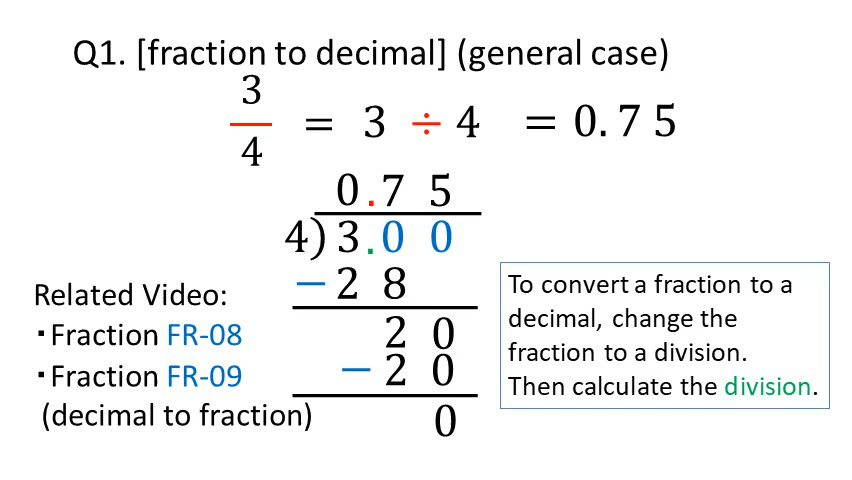 Q1. [fraction to decimal] (general case)
3
4
= 3 ÷ 4 = 0.75
0.75
4)3.00
−28
20
−20
0
Related Video:
・Fraction FR-08
・Fraction FR-09
(decimal to fraction)
To convert a fraction to a
decimal, change the
fraction to a division.
Then calculate the division.